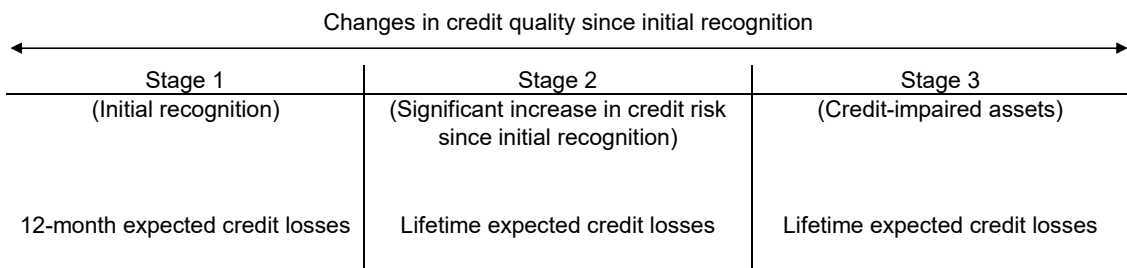 Changes in credit quality since initial recognition
Stage 1
Stage 2
Stage 3
(Initial recognition)
(Significant increase in credit risk
since initial recognition)
(Credit-impaired assets)
12-month expected credit losses
Lifetime expected credit losses
Lifetime expected credit losses